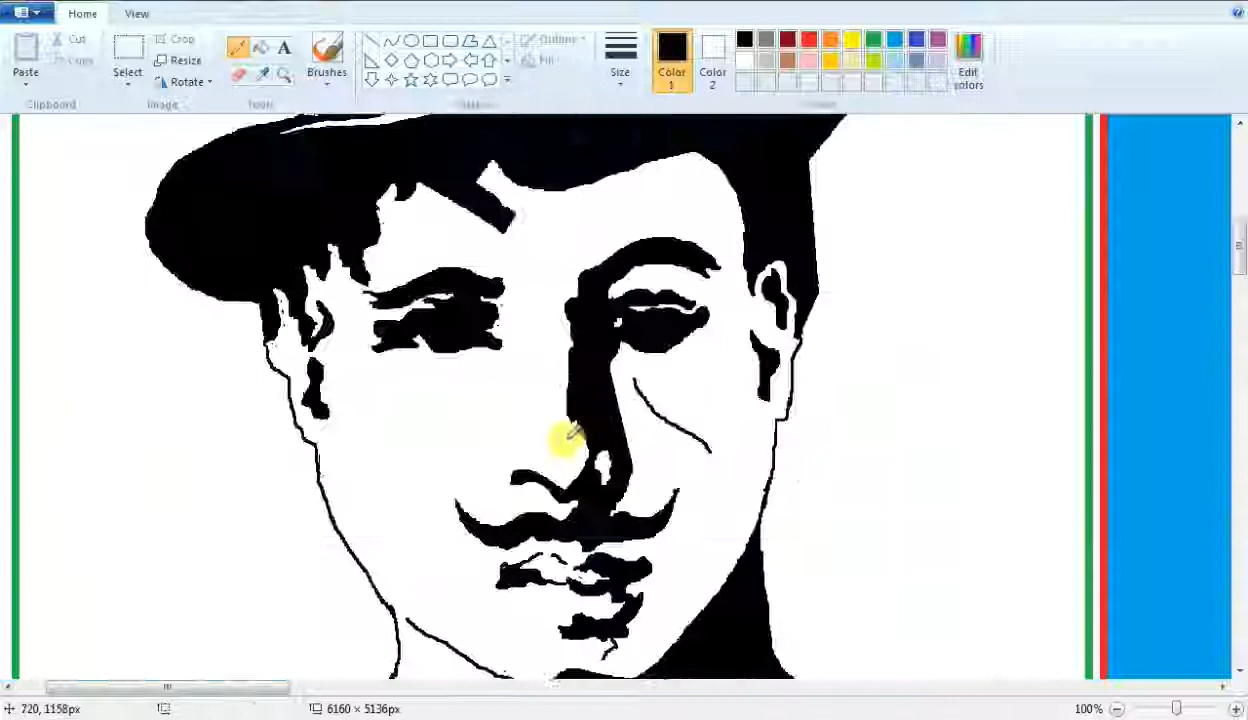 Home View
Cut
Copy
Paste
Crop
Resize
Rotate
Select
Brushes
Outline
Fill
Size
Color 1
Color 2
Edit colors
Clipboard Image Tools
720, 1158px 6160 × 5136px 100%